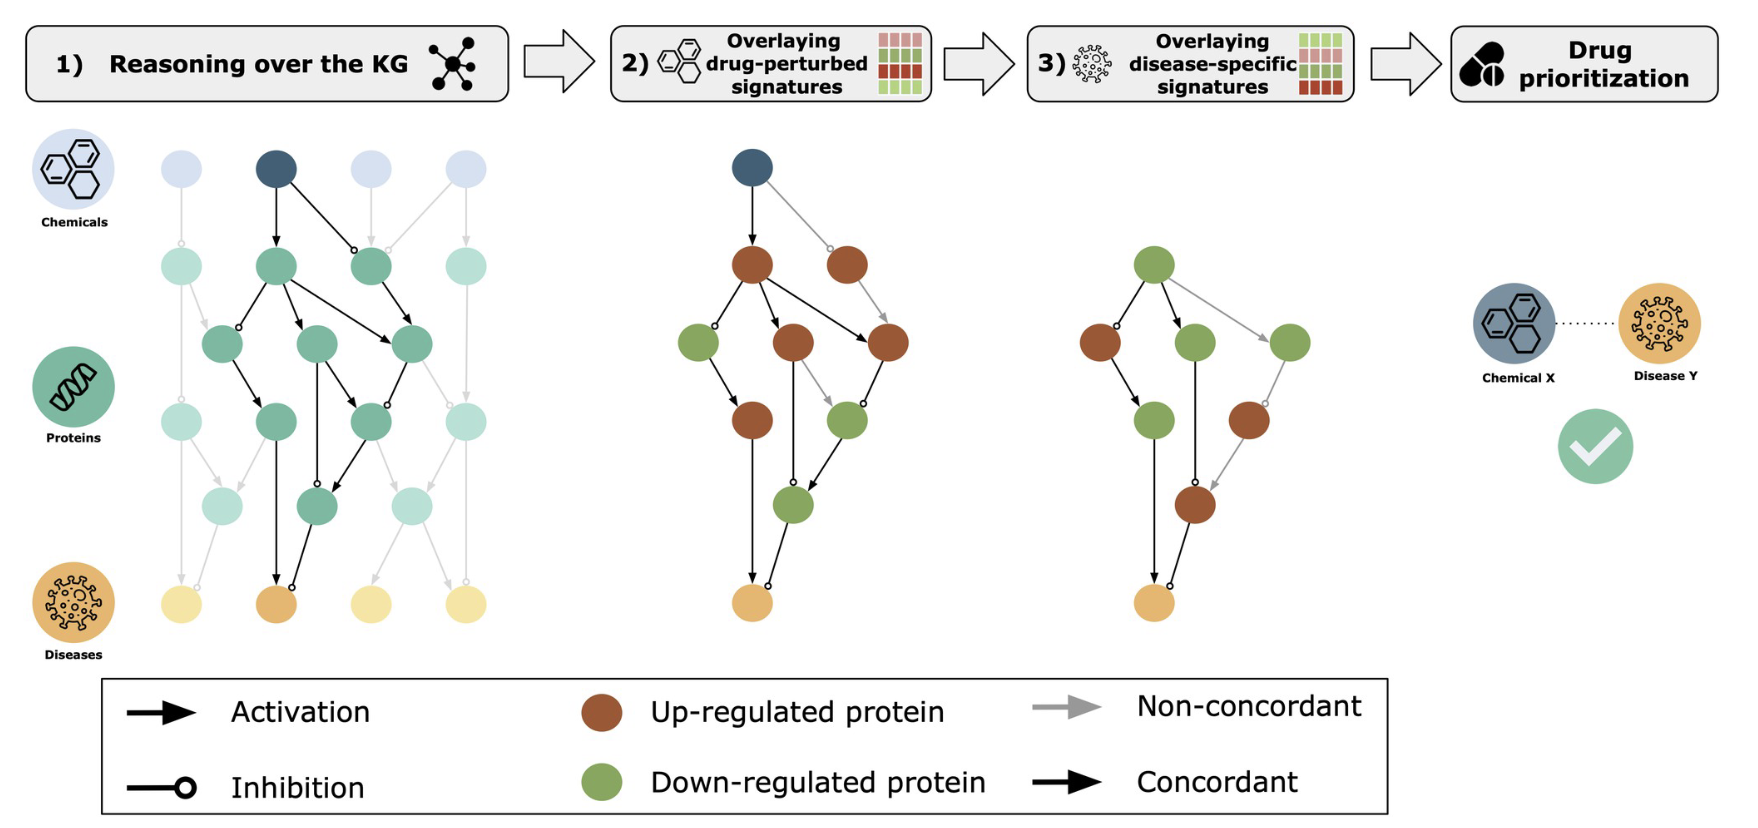 1) Reasoning over the KG
2) Overlaying
drug-perturbed
signatures
3) Overlaying
disease-specific
signatures
Drug
prioritization
Chemicals
Proteins
Diseases
Chemical X
Disease Y
Activation
Up-regulated protein
Non-concordant
Inhibition
Down-regulated protein
Concordant